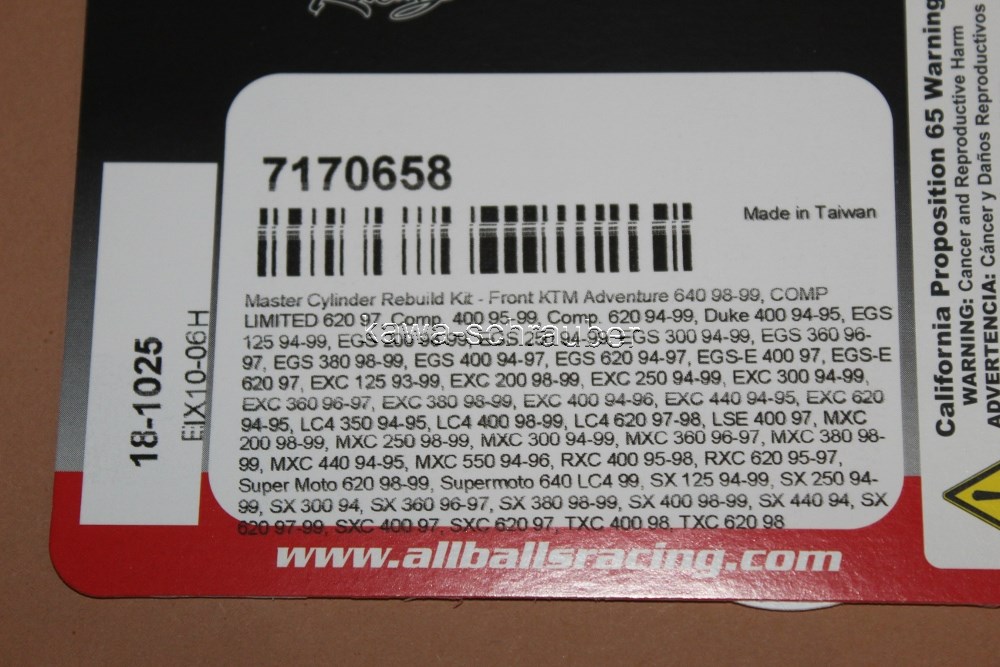 Racing
7170658
Made in Taiwan
Master Cylinder Rebuild Kit - Front KTM Adventure 640 98-99, COMP
LIMITED 620 97, Comp. 400 95-99, Comp. 620 94-99, Duke 400 94-95, EGS
125 94-99, EGS 200 98-99, EGS 250 94-99, EGS 300 94-99, EGS 360 96-
97, EGS 380 98-99, EGS 400 94-97, EGS 620 94-97, EGS-E 400 97, EGS-E
620 97, EXC 125 93-99, EXC 200 98-99, EXC 250 94-99, EXC 300 94-99,
EXC 360 96-97, EXC 380 98-99, EXC 400 94-96, EXC 440 94-95, EXC 620
94-95, LC4 350 94-95, LC4 400 98-99, LC4 620 97-98, LSE 400 97, MXC
200 98-99, MXC 250 98-99, MXC 300 94-99, MXC 360 96-97, MXC 380 98-
99, MXC 440 94-95, MXC 550 94-96, RXC 400 95-98, RXC 620 95-97,
Super Moto 620 98-99, Supermoto 640 LC4 99, SX 125 94-99, SX 250 94-
99, SX 300 94, SX 360 96-97, SX 380 98-99, SX 400 98-99, SX 440 94, SX
620 97-99, SXC 400 97, SXC 620 97, TXC 400 98, TXC 620 98
kawa-schrauber
www.allballsracing.com
18-1025
EIX10-06H
California Proposition 65 Warning
WARNING: Cancer and Reproductive Harm
ADVERTENCIA: Cáncer y Daños Reproductivos